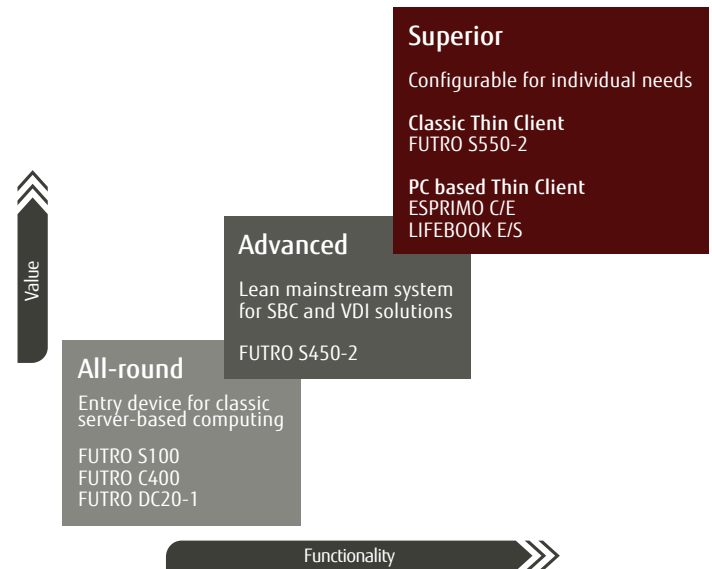 Superior
Configurable for individual needs
Classic Thin Client
FUTRO S550-2
PC based Thin Client
ESPRIMO C/E
LIFEBOOK E/S
Advanced
Lean mainstream system
for SBC and VDI solutions
FUTRO S450-2
All-round
Entry device for classic
server-based computing
FUTRO S100
FUTRO C400
FUTRO DC20-1
Value
Functionality